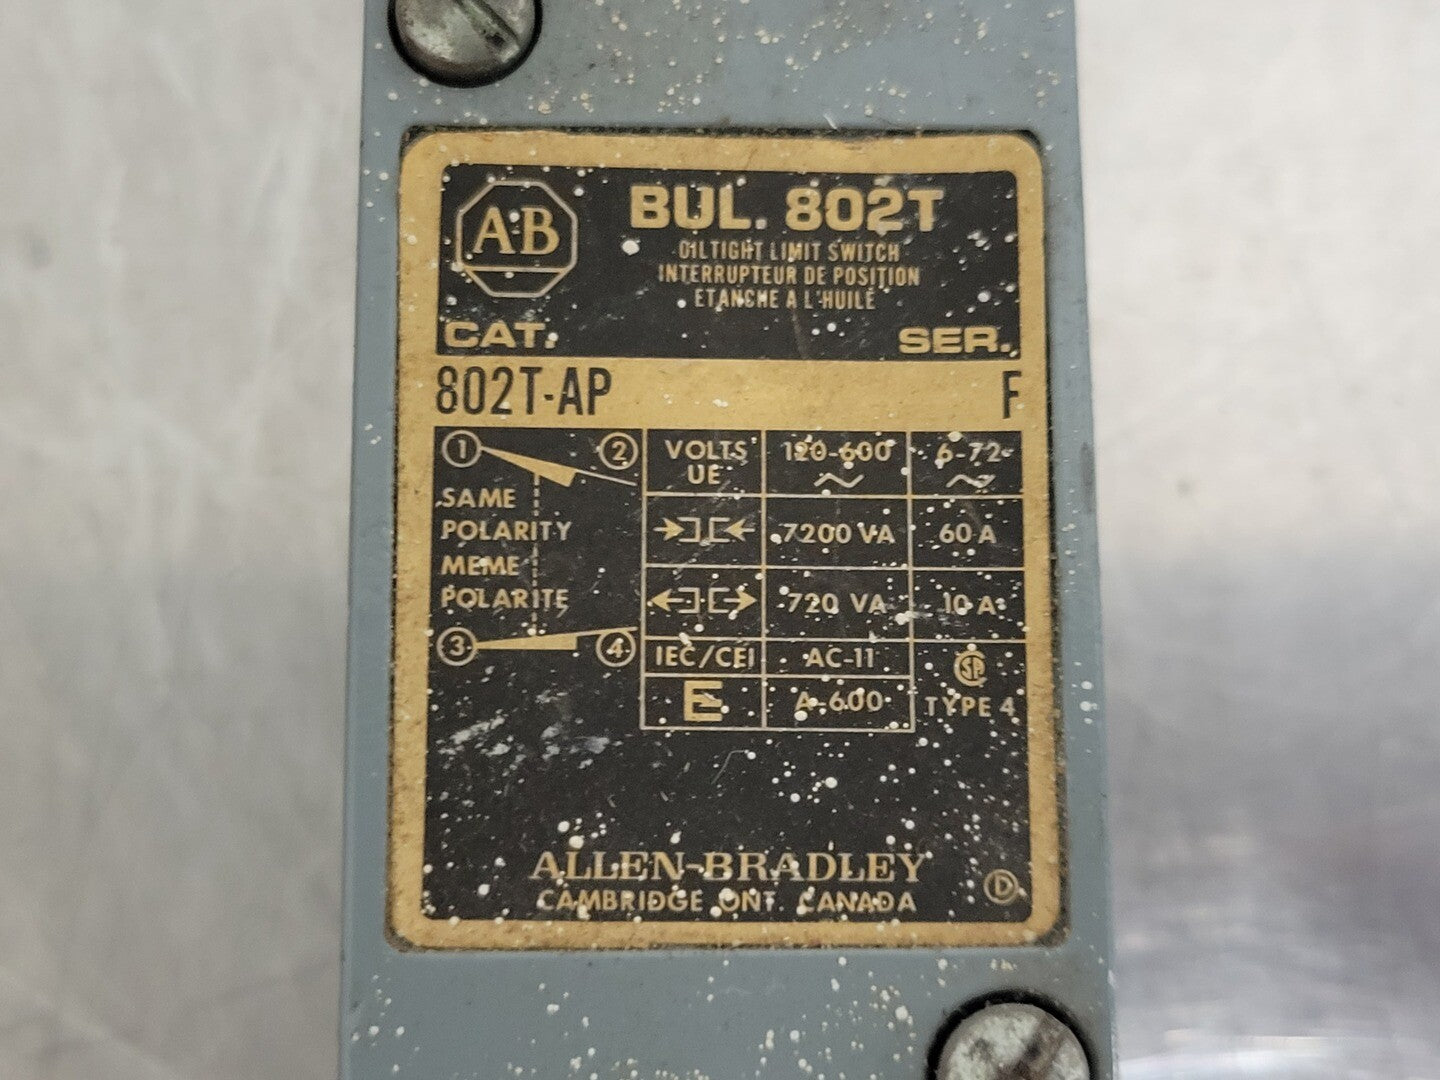 AB
BUL. 802T
OILTIGHT LIMIT SWITCH
INTERRUPTEUR DE POSITION
ETANCHE A L'HUILE
CAT. SER.
802T-AP F
1 2
SAME
POLARITY
MEME
POLARITE
3 4
VOLTS 120-600 6-72
UE
7200 VA 60 A
720 VA 10 A
IEC/CEI AC-11
A-600
SP
TYPE 4
ALLEN-BRADLEY
CAMBRIDGE ONT. CANADA
D